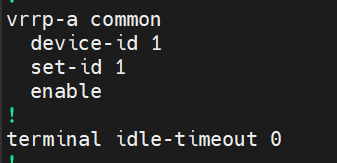 vrrp-a common
  device-id 1
  set-id 1
  enable
!
terminal idle-timeout 0
!